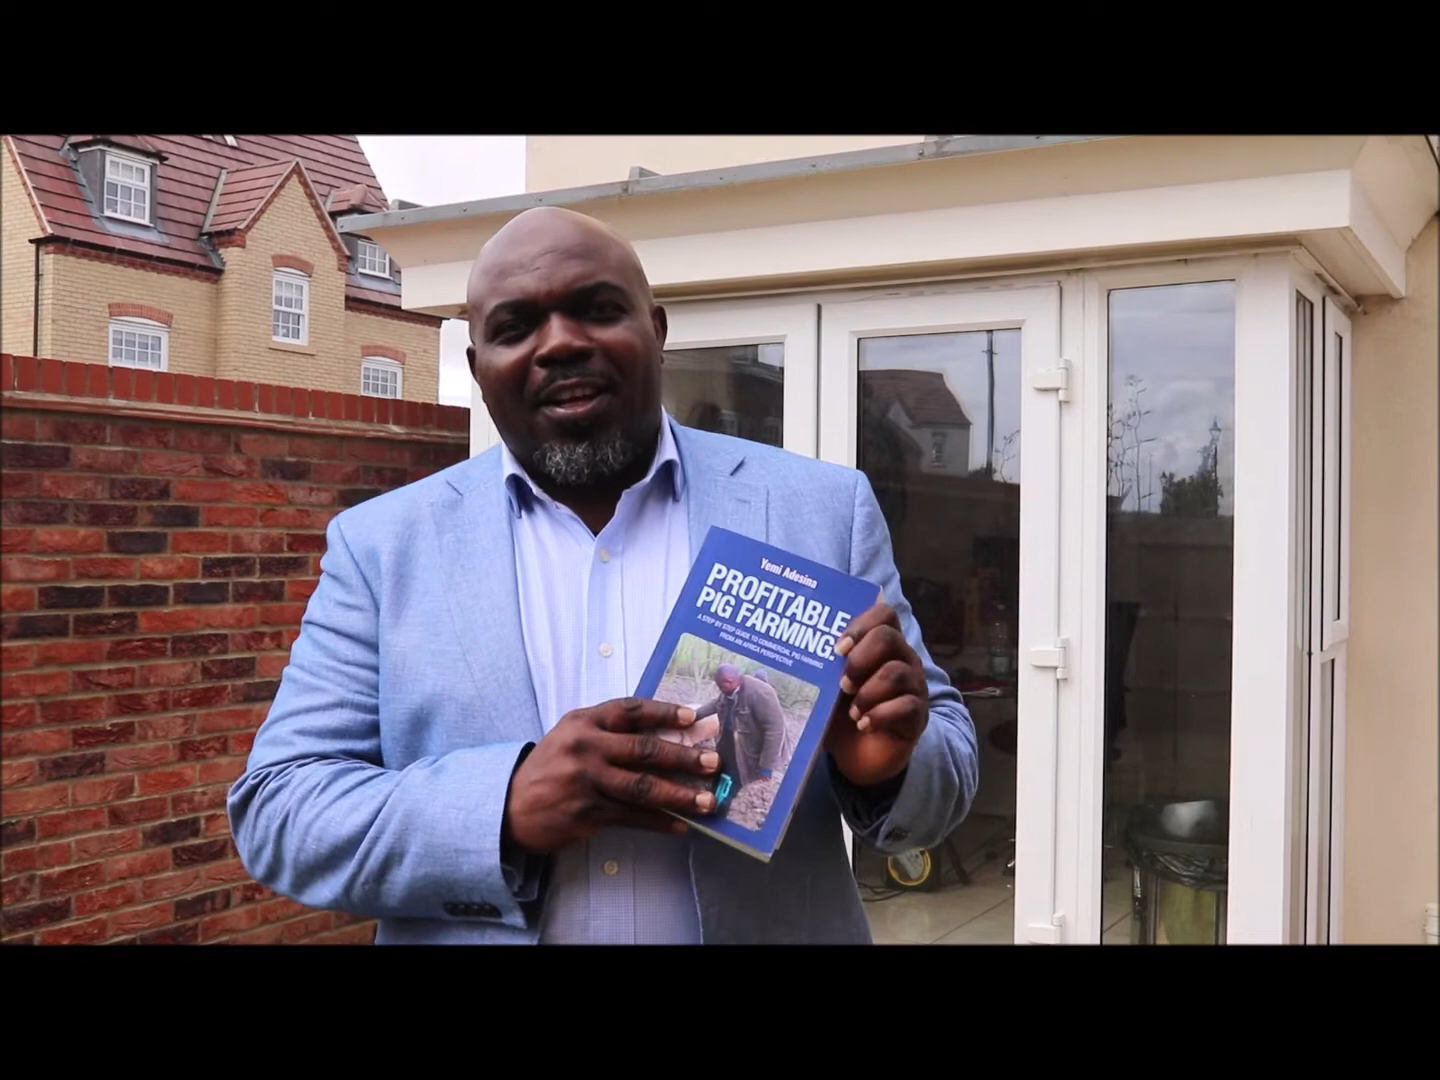 Yemi Adesina
PROFITABLE
PIG FARMING.
A STEP BY STEP GUIDE TO COMMERCIAL PIG FARMING
FROM AN AFRICA PERSPECTIVE